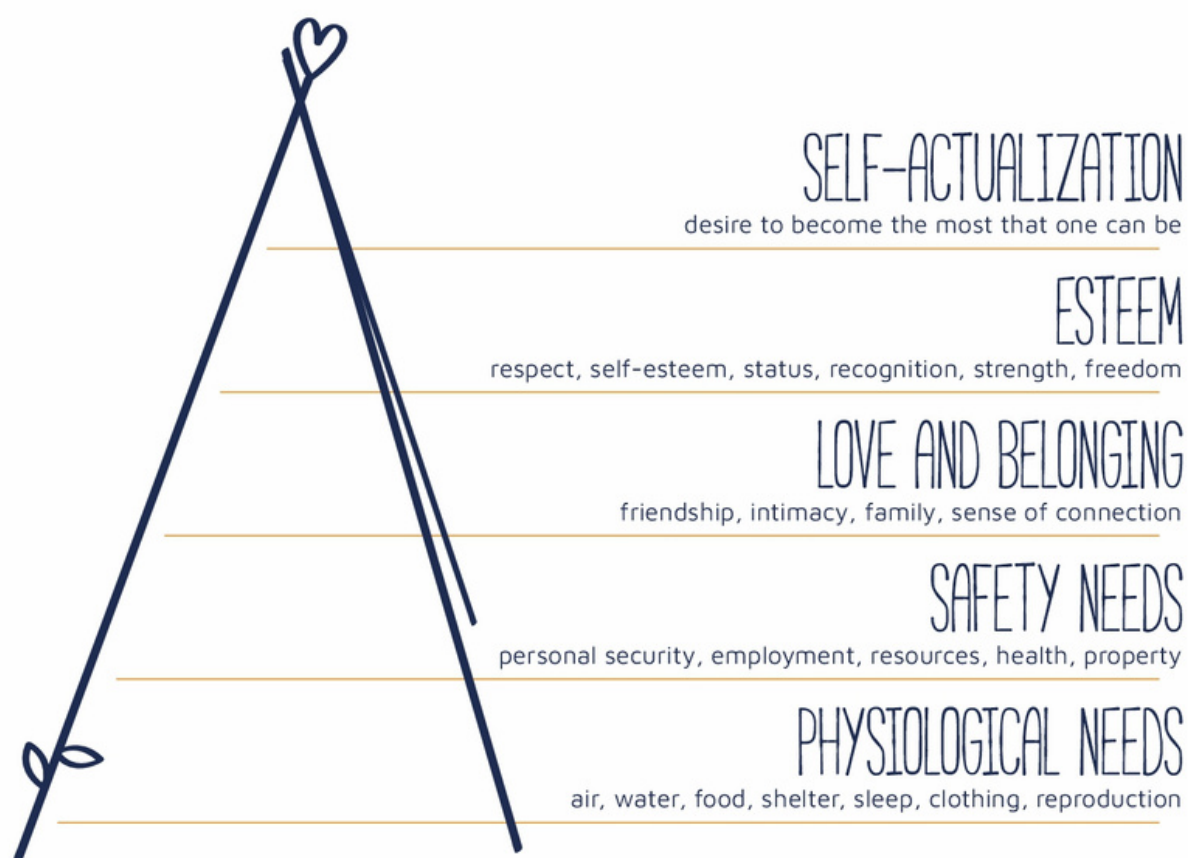 SELF-ACTUALIZATION
desire to become the most that one can be
ESTEEM
respect, self-esteem, status, recognition, strength, freedom
LOVE AND BELONGING
friendship, intimacy, family, sense of connection
SAFETY NEEDS
personal security, employment, resources, health, property
PHYSIOLOGICAL NEEDS
air, water, food, shelter, sleep, clothing, reproduction